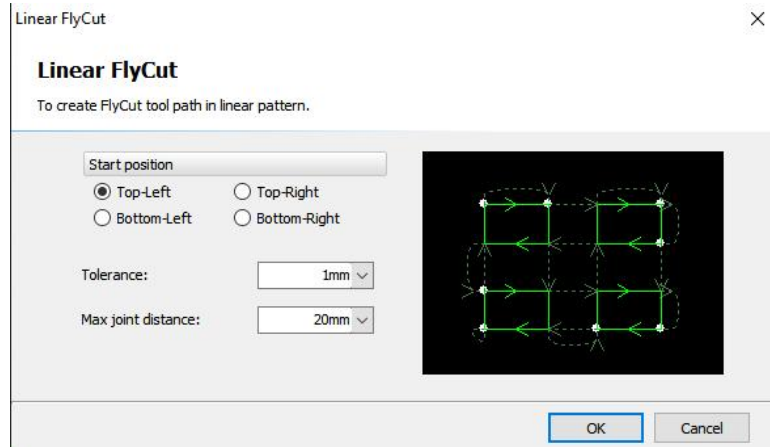 Linear FlyCut
Linear FlyCut
To create FlyCut tool path in linear pattern.
Start position
Top-Left Top-Right
Bottom-Left Bottom-Right
Tolerance: 1mm
Max joint distance: 20mm
OK Cancel